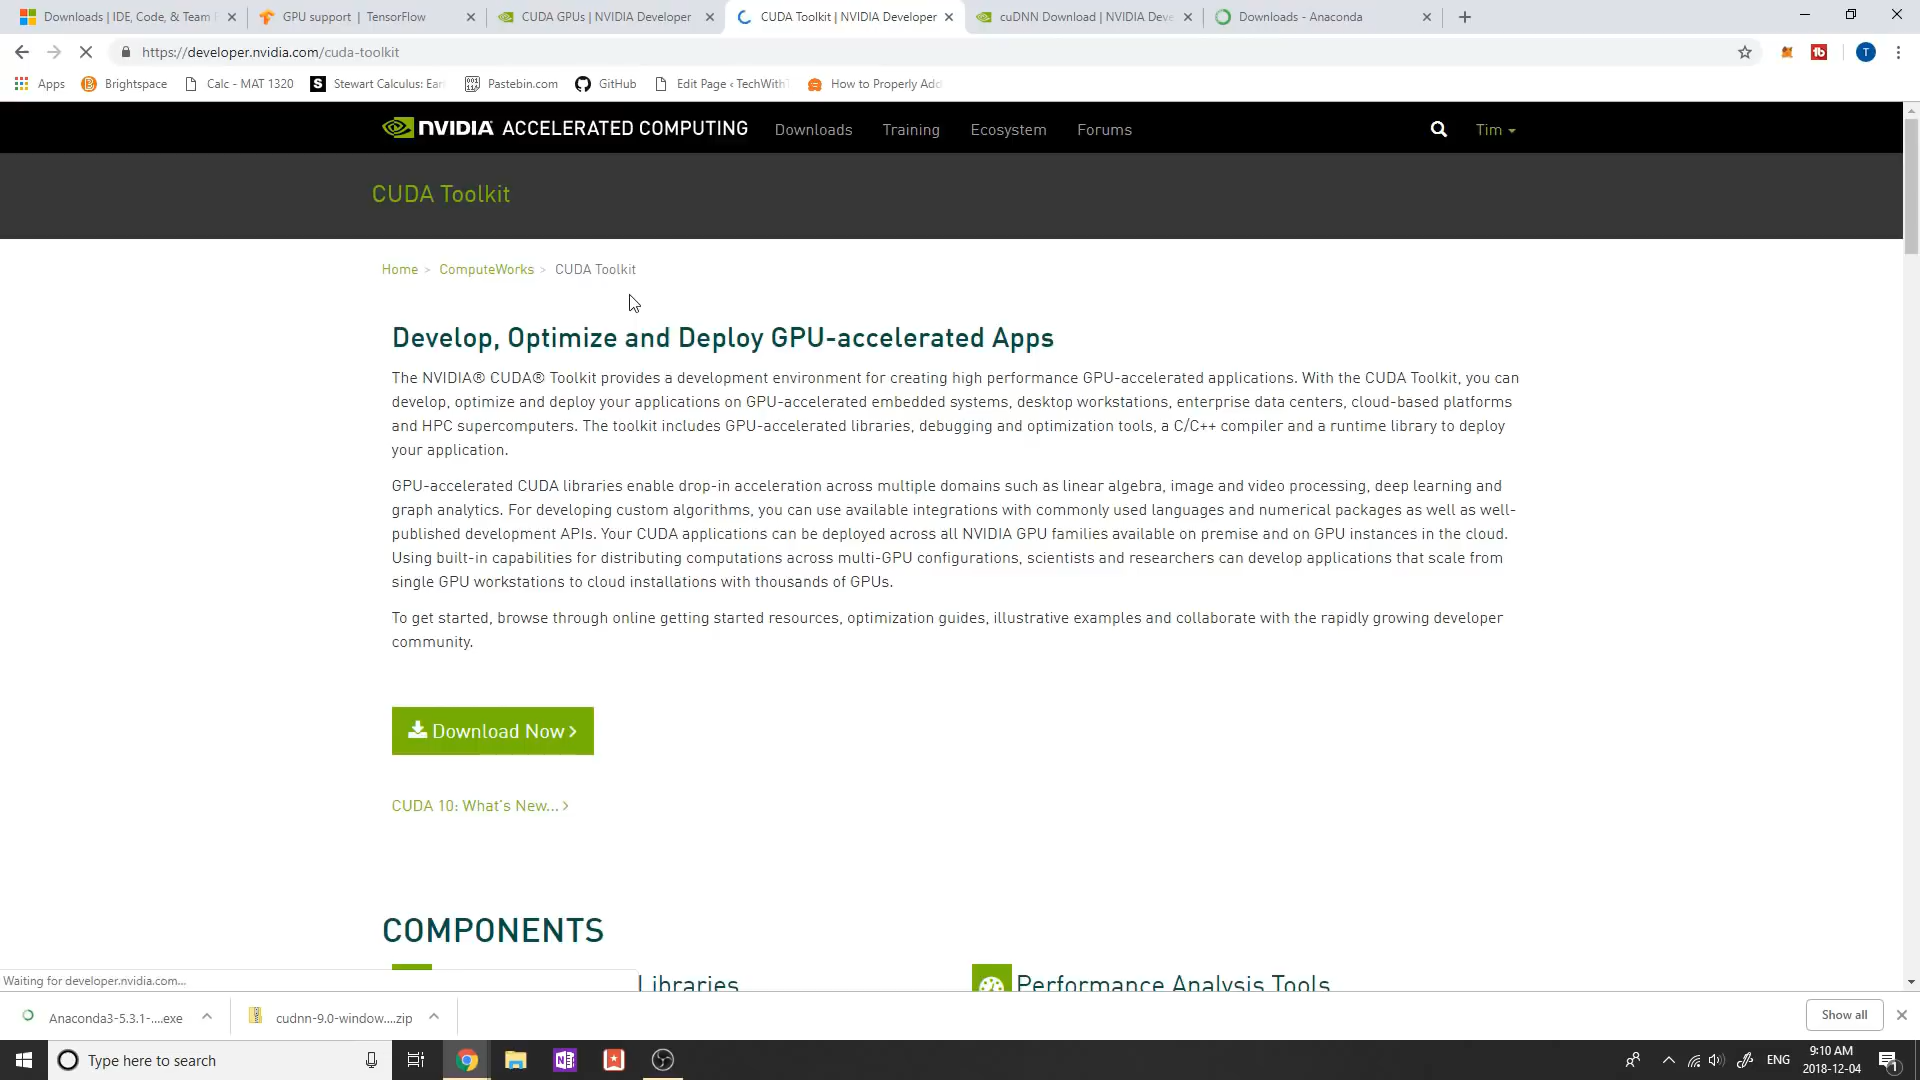 Downloads | IDE, Code, & Team
GPU support | TensorFlow
CUDA GPUs | NVIDIA Developer
CUDA Toolkit | NVIDIA Developer
cuDNN Download | NVIDIA Deve
Downloads - Anaconda
https://developer.nvidia.com/cuda-toolkit
T
Apps
Brightspace
Calc - MAT 1320
Stewart Calculus: Ear
Pastebin.com
GitHub
Edit Page ‹ TechWithT
How to Properly Add
NVIDIA ACCELERATED COMPUTING
Downloads
Training
Ecosystem
Forums
Tim
CUDA Toolkit
Home > ComputeWorks > CUDA Toolkit
Develop, Optimize and Deploy GPU-accelerated Apps
The NVIDIA® CUDA® Toolkit provides a development environment for creating high performance GPU-accelerated applications. With the CUDA Toolkit, you can
develop, optimize and deploy your applications on GPU-accelerated embedded systems, desktop workstations, enterprise data centers, cloud-based platforms
and HPC supercomputers. The toolkit includes GPU-accelerated libraries, debugging and optimization tools, a C/C++ compiler and a runtime library to deploy
your application.
GPU-accelerated CUDA libraries enable drop-in acceleration across multiple domains such as linear algebra, image and video processing, deep learning and
graph analytics. For developing custom algorithms, you can use available integrations with commonly used languages and numerical packages as well as well-
published development APIs. Your CUDA applications can be deployed across all NVIDIA GPU families available on premise and on GPU instances in the cloud.
Using built-in capabilities for distributing computations across multi-GPU configurations, scientists and researchers can develop applications that scale from
single GPU workstations to cloud installations with thousands of GPUs.
To get started, browse through online getting started resources, optimization guides, illustrative examples and collaborate with the rapidly growing developer
community.
Download Now >
CUDA 10: What's New... >
COMPONENTS
Libraries
Performance Analysis Tools
Waiting for developer.nvidia.com...
Anaconda3-5.3.1-....exe
cudnn-9.0-window....zip
Show all
Type here to search
ENG
9:10 AM
2018-12-04
1